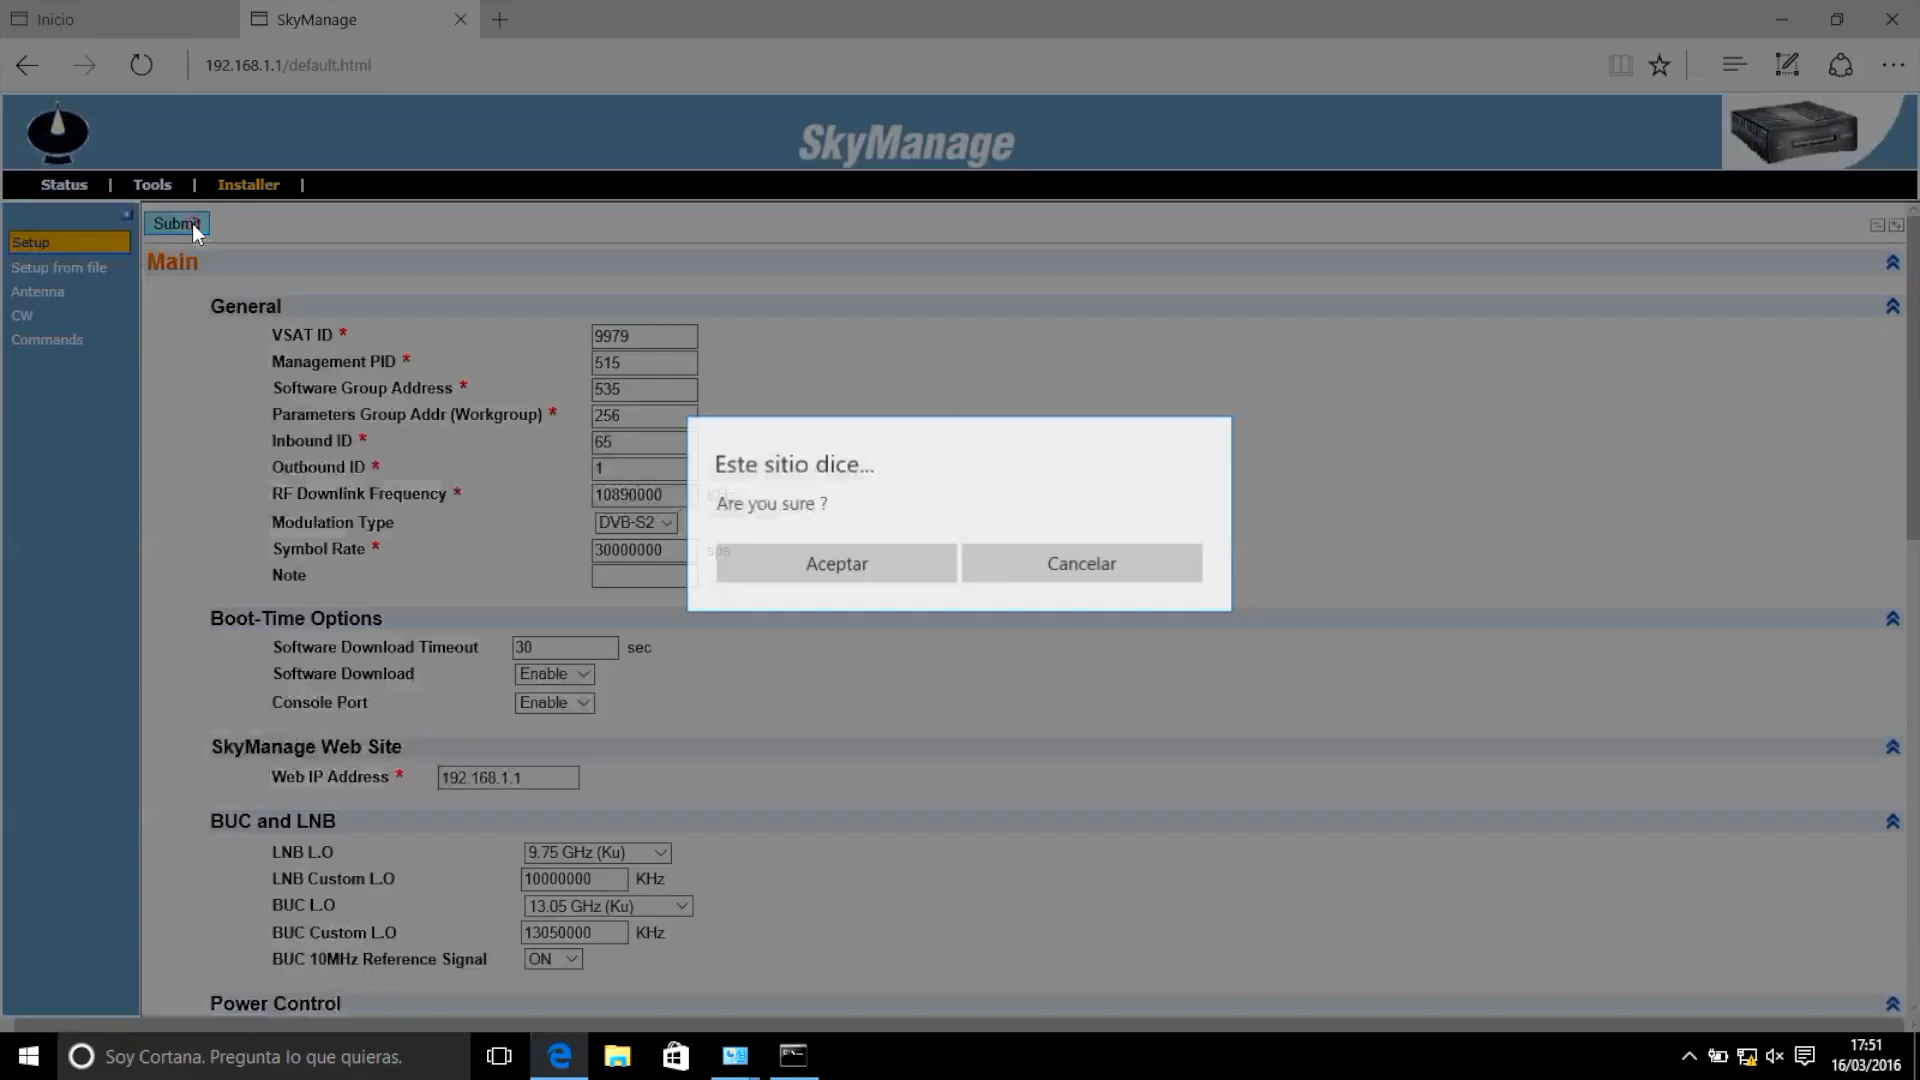 Inicio
SkyManage
192.168.1.1/default.html
SkyManage
Status | Tools | Installer |
Submit
Setup
Setup from file
Antenna
CW
Commands
Main
General
VSAT ID * 9979
Management PID * 515
Software Group Address * 535
Parameters Group Addr (Workgroup) * 256
Inbound ID * 65
Outbound ID * 1
RF Downlink Frequency * 10890000 KHz
Modulation Type DVB-S2
Symbol Rate * 30000000 sps
Note
Este sitio dice...
Are you sure ?
Aceptar Cancelar
Boot-Time Options
Software Download Timeout 30 sec
Software Download Enable
Console Port Enable
SkyManage Web Site
Web IP Address * 192.168.1.1
BUC and LNB
LNB L.O 9.75 GHz (Ku)
LNB Custom L.O 10000000 KHz
BUC L.O 13.05 GHz (Ku)
BUC Custom L.O 13050000 KHz
BUC 10MHz Reference Signal ON
Power Control
Soy Cortana. Pregunta lo que quieras.
17:51
16/03/2016